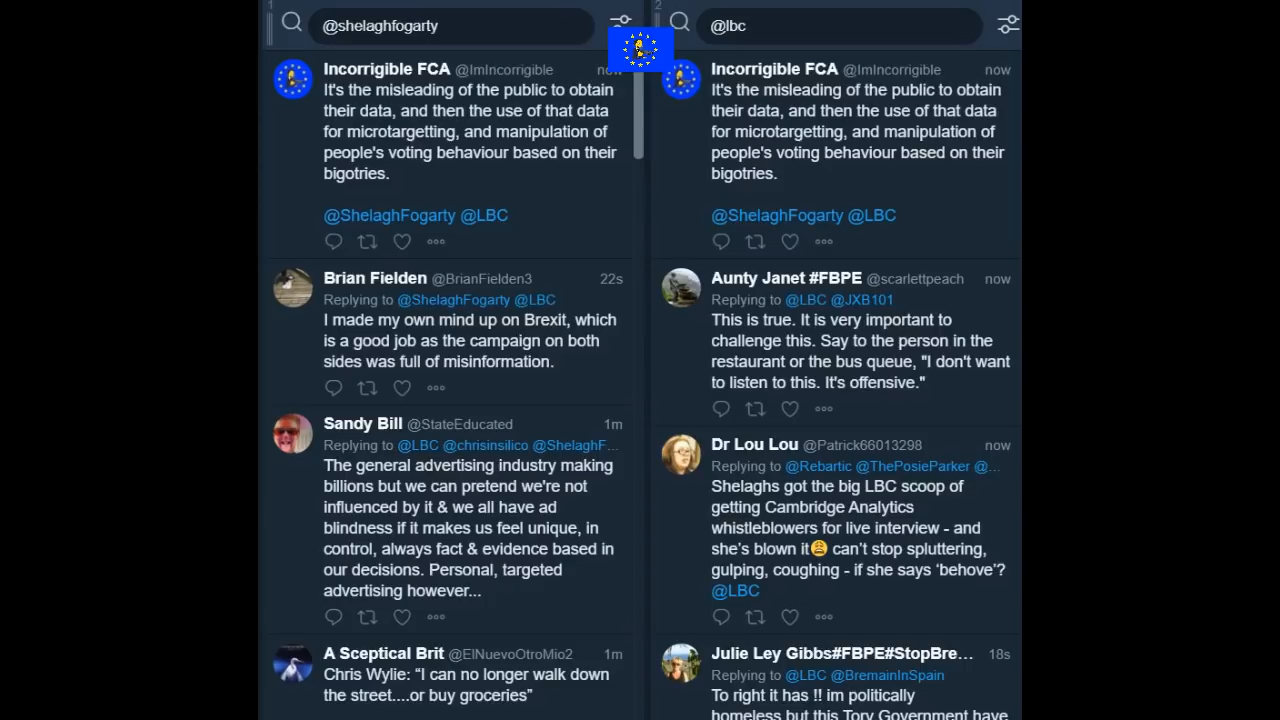 1
@shelaghfogarty
Incorrigible FCA @ImIncorrigible now
It's the misleading of the public to obtain
their data, and then the use of that data
for microtargetting, and manipulation of
people's voting behaviour based on their
bigotries.
@ShelaghFogarty @LBC
Brian Fielden @BrianFielden3 22s
Replying to @ShelaghFogarty @LBC
I made my own mind up on Brexit, which
is a good job as the campaign on both
sides was full of misinformation.
Sandy Bill @StateEducated 1m
Replying to @LBC @chrisinsilico @ShelaghF...
The general advertising industry making
billions but we can pretend we're not
influenced by it & we all have ad
blindness if it makes us feel unique, in
control, always fact & evidence based in
our decisions. Personal, targeted
advertising however...
A Sceptical Brit @ElNuevoOtroMio2 1m
Chris Wylie: “I can no longer walk down
the street....or buy groceries”
2
@lbc
Incorrigible FCA @ImIncorrigible now
It's the misleading of the public to obtain
their data, and then the use of that data
for microtargetting, and manipulation of
people's voting behaviour based on their
bigotries.
@ShelaghFogarty @LBC
Aunty Janet #FBPE @scarlettpeach now
Replying to @LBC @JXB101
This is true. It is very important to
challenge this. Say to the person in the
restaurant or the bus queue, "I don't want
to listen to this. It's offensive."
Dr Lou Lou @Patrick66013298 now
Replying to @Rebartic @ThePosieParker @...
Shelaghs got the big LBC scoop of
getting Cambridge Analytics
whistleblowers for live interview - and
she’s blown it😩 can’t stop spluttering,
gulping, coughing - if she says ‘behove’?
@LBC
Julie Ley Gibbs#FBPE#StopBre... 18s
Replying to @LBC @BremainInSpain
To right it has !! im politically
homeless but this Tory Government have